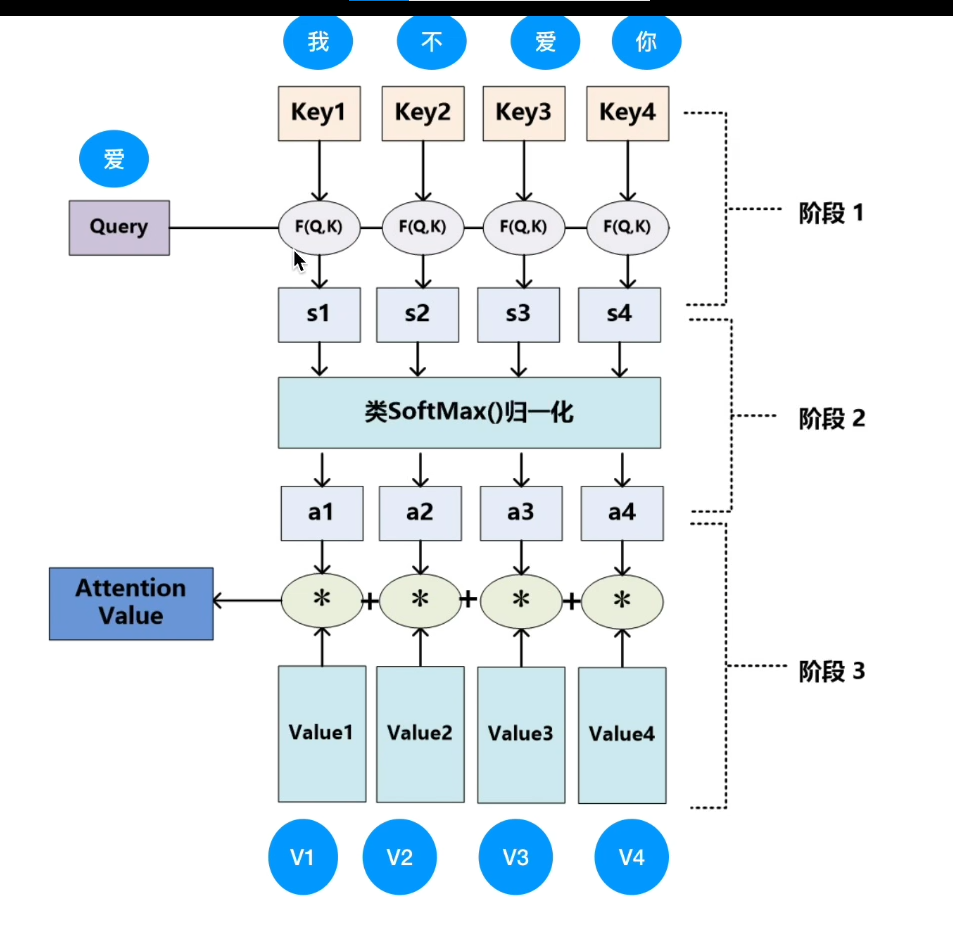 我 不 爱 你
Key1 Key2 Key3 Key4
爱
阶段 1
Query
F(Q,K) F(Q,K) F(Q,K) F(Q,K)
s1 s2 s3 s4
类SoftMax()归一化
阶段 2
a1 a2 a3 a4
Attention
Value
* + * + * + *
阶段 3
Value1 Value2 Value3 Value4
V1 V2 V3 V4